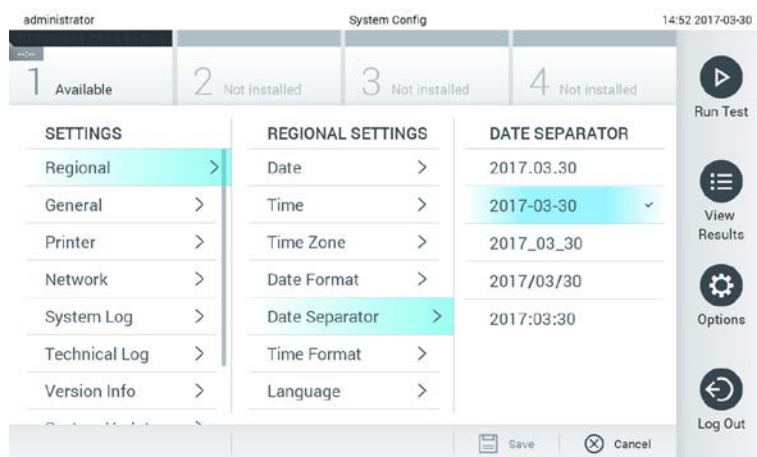 administrator System Config 14:52 2017-03-30
--:--
1 Available 2 Not installed 3 Not installed 4 Not installed
Run Test
SETTINGS REGIONAL SETTINGS DATE SEPARATOR
Regional > Date > 2017.03.30
General > Time > 2017-03-30
View
Results
Printer > Time Zone > 2017_03_30
Network > Date Format > 2017/03/30
System Log > Date Separator > 2017:03:30
Options
Technical Log > Time Format >
Version Info > Language >
Log Out
Save Cancel